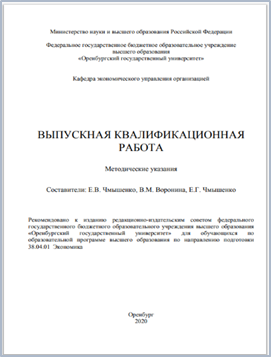 Министерство науки и высшего образования Российской Федерации
Федеральное государственное бюджетное образовательное учреждение
высшего образования
«Оренбургский государственный университет»
Кафедра экономического управления организацией
ВЫПУСКНАЯ КВАЛИФИКАЦИОННАЯ
РАБОТА
Методические указания
Составители: Е.В. Чмышенко, В.М. Воронина, Е.Г. Чмышенко
Рекомендовано к изданию редакционно-издательским советом федерального
государственного бюджетного образовательного учреждения высшего образования
«Оренбургский государственный университет» для обучающихся по
образовательной программе высшего образования по направлению подготовки
38.04.01 Экономика
Оренбург
2020